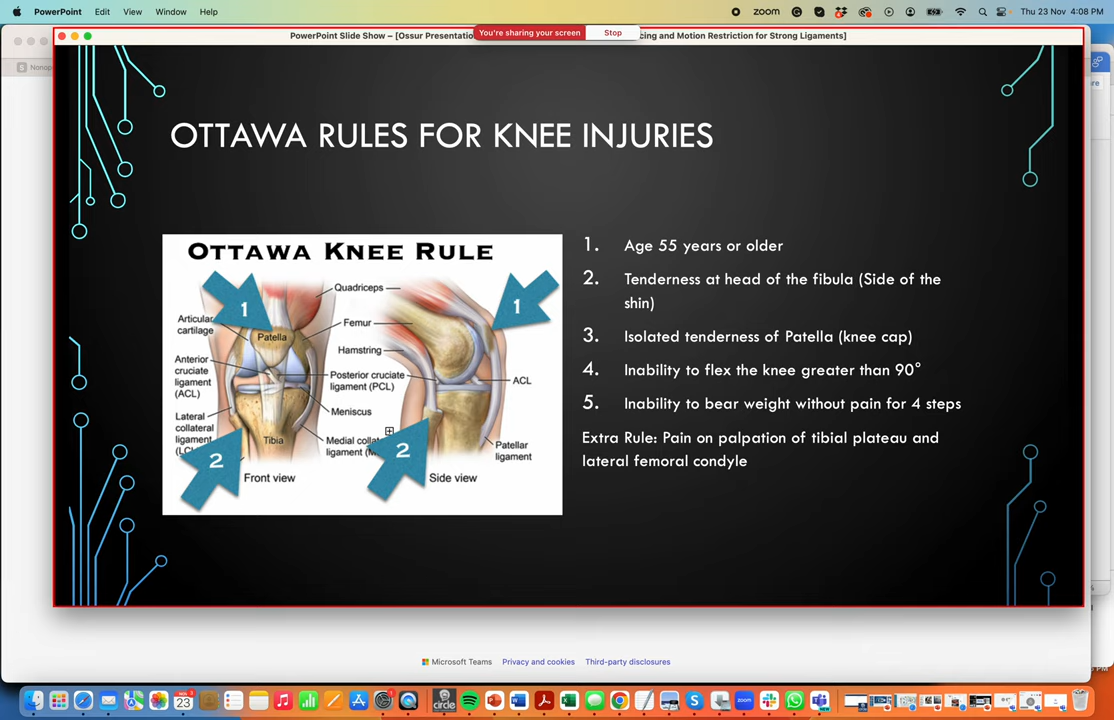 PowerPoint Edit View Window Help
zoom Thu 23 Nov 4:08 PM
PowerPoint Slide Show – [Ossur Presentatio
You're sharing your screen Stop
cing and Motion Restriction for Strong Ligaments]
Nonop
OTTAWA RULES FOR KNEE INJURIES
OTTAWA KNEE RULE
1
1
Quadriceps
Articular
cartilage
Femur
Patella
Hamstring
Anterior
cruciate
ligament
(ACL)
Posterior cruciate
ligament (PCL)
ACL
Meniscus
Lateral
collateral
ligament
Tibia
Medial colla
ligament (M
Patellar
ligament
2
2
Front view
Side view
1. Age 55 years or older
2. Tenderness at head of the fibula (Side of the
shin)
3. Isolated tenderness of Patella (knee cap)
4. Inability to flex the knee greater than 90°
5. Inability to bear weight without pain for 4 steps
Extra Rule: Pain on palpation of tibial plateau and
lateral femoral condyle
Microsoft Teams Privacy and cookies Third-party disclosures
circle
23
zoom